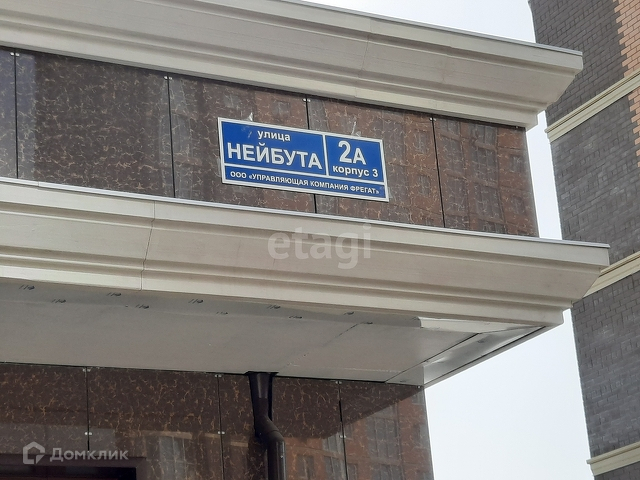 улица
НЕЙБУТА
2А
корпус 3
ООО «УПРАВЛЯЮЩАЯ КОМПАНИЯ ФРЕГАТ»
etagi
Домклик